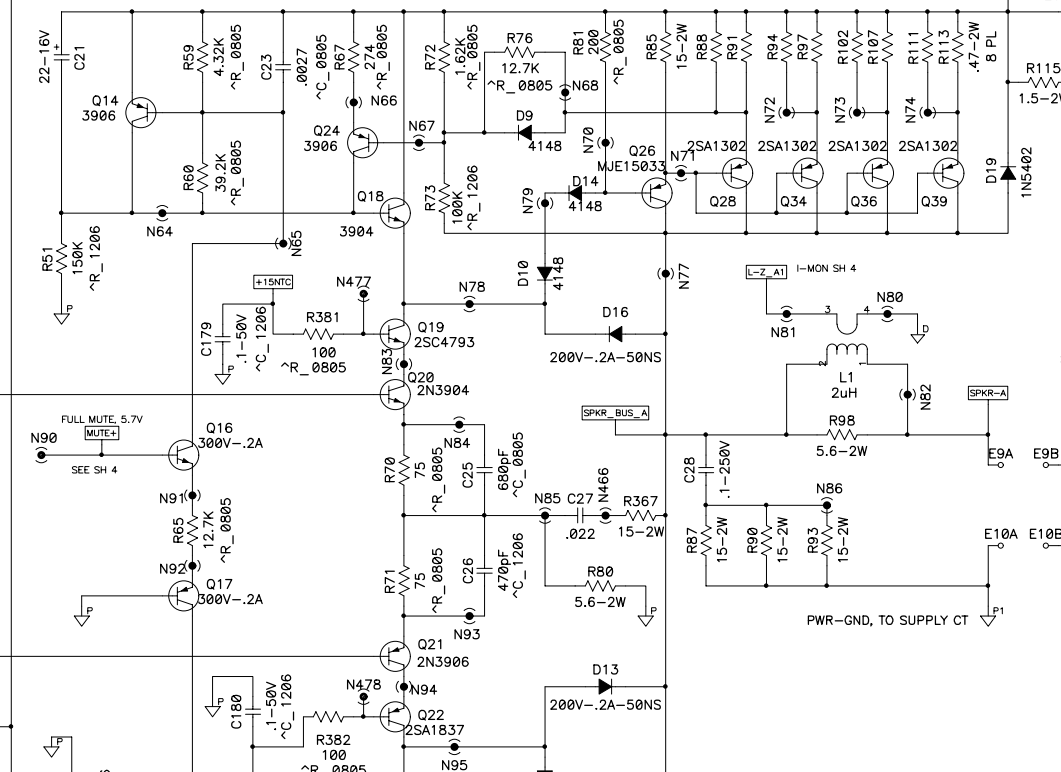 22-16V
C21
R59
4.32K
^R_0805
C23
.0027
^C_0805
R67
274
^R_0805
R72
1.62K
^R_0805
R76
12.7K
^R_0805
R81
200
^R_0805
R85
15-2W
R88
R91
R94
R97
R102
R107
R111
R113
.47-2W
8 PL
R115
Q14
3906
N66
N68
Q24
3906
N67
D9
4148
N70
N72
N73
N74
Q26
MJE15033
N71
2SA1302
2SA1302
2SA1302
2SA1302
D19
1N5402
R60
39.2K
^R_0805
R73
100K
^R_1206
D14
4148
N79
Q18
3904
Q28
Q34
Q36
Q39
N64
N65
R51
150K
^R_1206
P
+15NTC
N477
N78
D10
4148
N77
L-Z_A1
I-MON SH 4
C179
.1-50V
^C_1206
P
R381
100
^R_0805
Q19
2SC4793
N83
D16
200V-.2A-50NS
N81
3
4
N80
D
2
1
L1
2uH
Q20
2N3904
N82
SPKR-A
FULL MUTE, 5.7V
MUTE+
N90
SEE SH 4
Q16
300V-.2A
N84
SPKR_BUS_A
R98
5.6-2W
E9A
E9B
R70
75
^R_0805
C25
680pF
^C_0805
C28
.1-250V
N91
R65
12.7K
^R_0805
N92
N85
C27
.022
N466
R367
15-2W
N86
R87
15-2W
R90
15-2W
R93
15-2W
E10A
E10B
Q17
300V-.2A
P
R71
75
^R_0805
C26
470pF
^C_1206
R80
5.6-2W
P
P1
N93
PWR-GND, TO SUPPLY CT
Q21
2N3906
P
C180
.1-50V
^C_1206
N478
N94
D13
200V-.2A-50NS
Q22
2SA1837
R382
100
^R_0805
N95
P